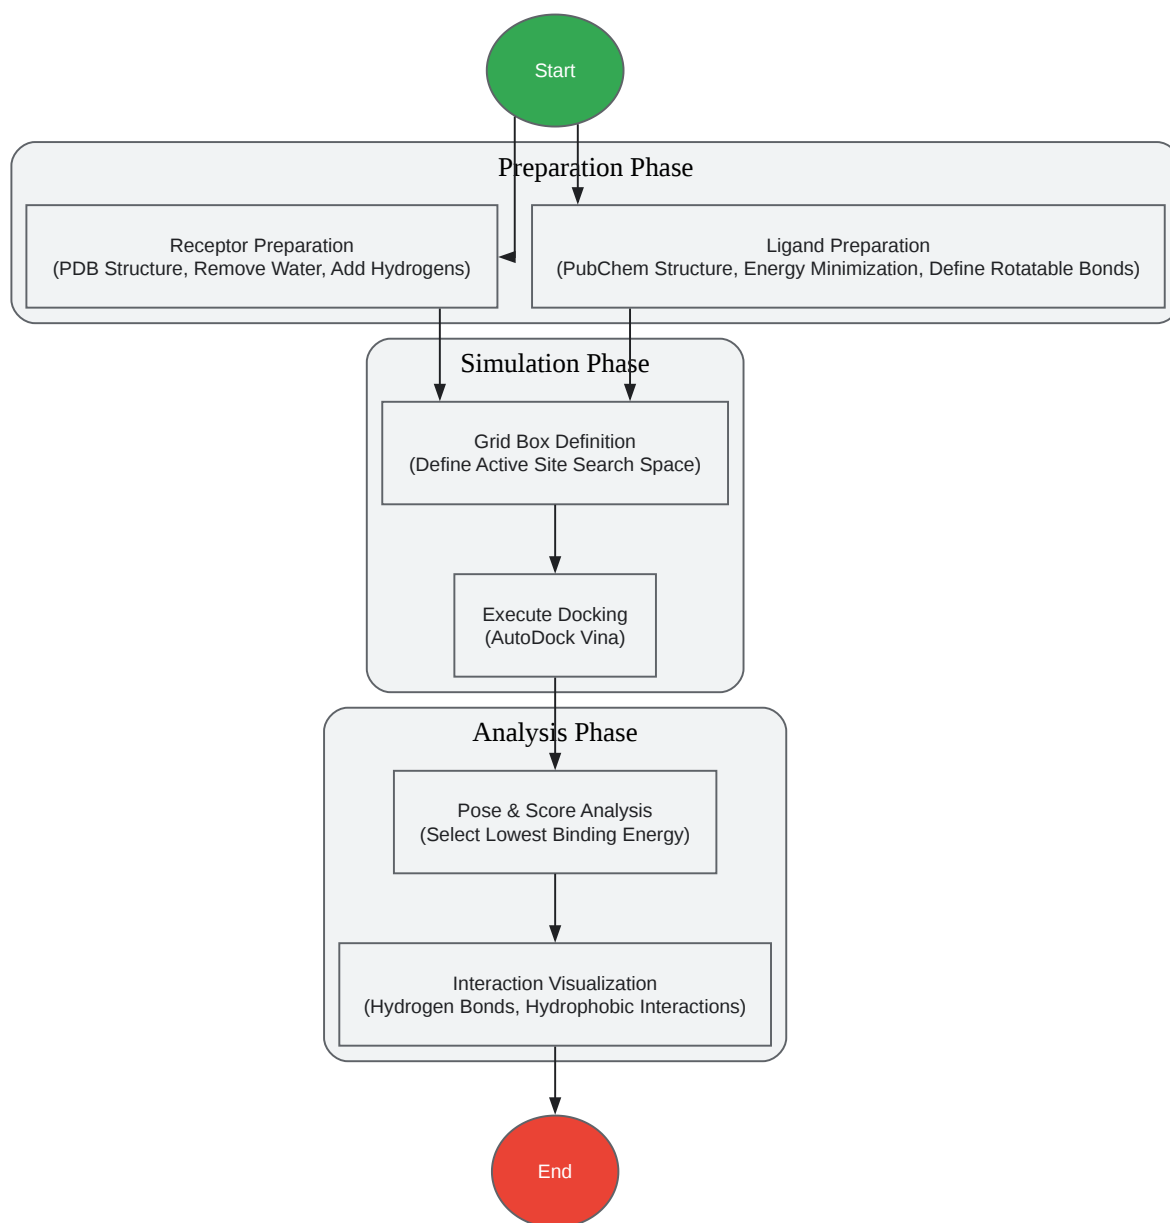 Start
Preparation Phase
Receptor Preparation
(PDB Structure, Remove Water, Add Hydrogens)
Ligand Preparation
(PubChem Structure, Energy Minimization, Define Rotatable Bonds)
Simulation Phase
Grid Box Definition
(Define Active Site Search Space)
Execute Docking
(AutoDock Vina)
Analysis Phase
Pose & Score Analysis
(Select Lowest Binding Energy)
Interaction Visualization
(Hydrogen Bonds, Hydrophobic Interactions)
End